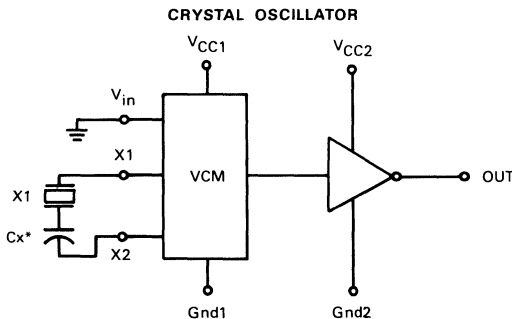 CRYSTAL OSCILLATOR
VCC1
VCC2
Vin
X1
VCM
OUT
X1
Cx*
X2
Gnd1
Gnd2